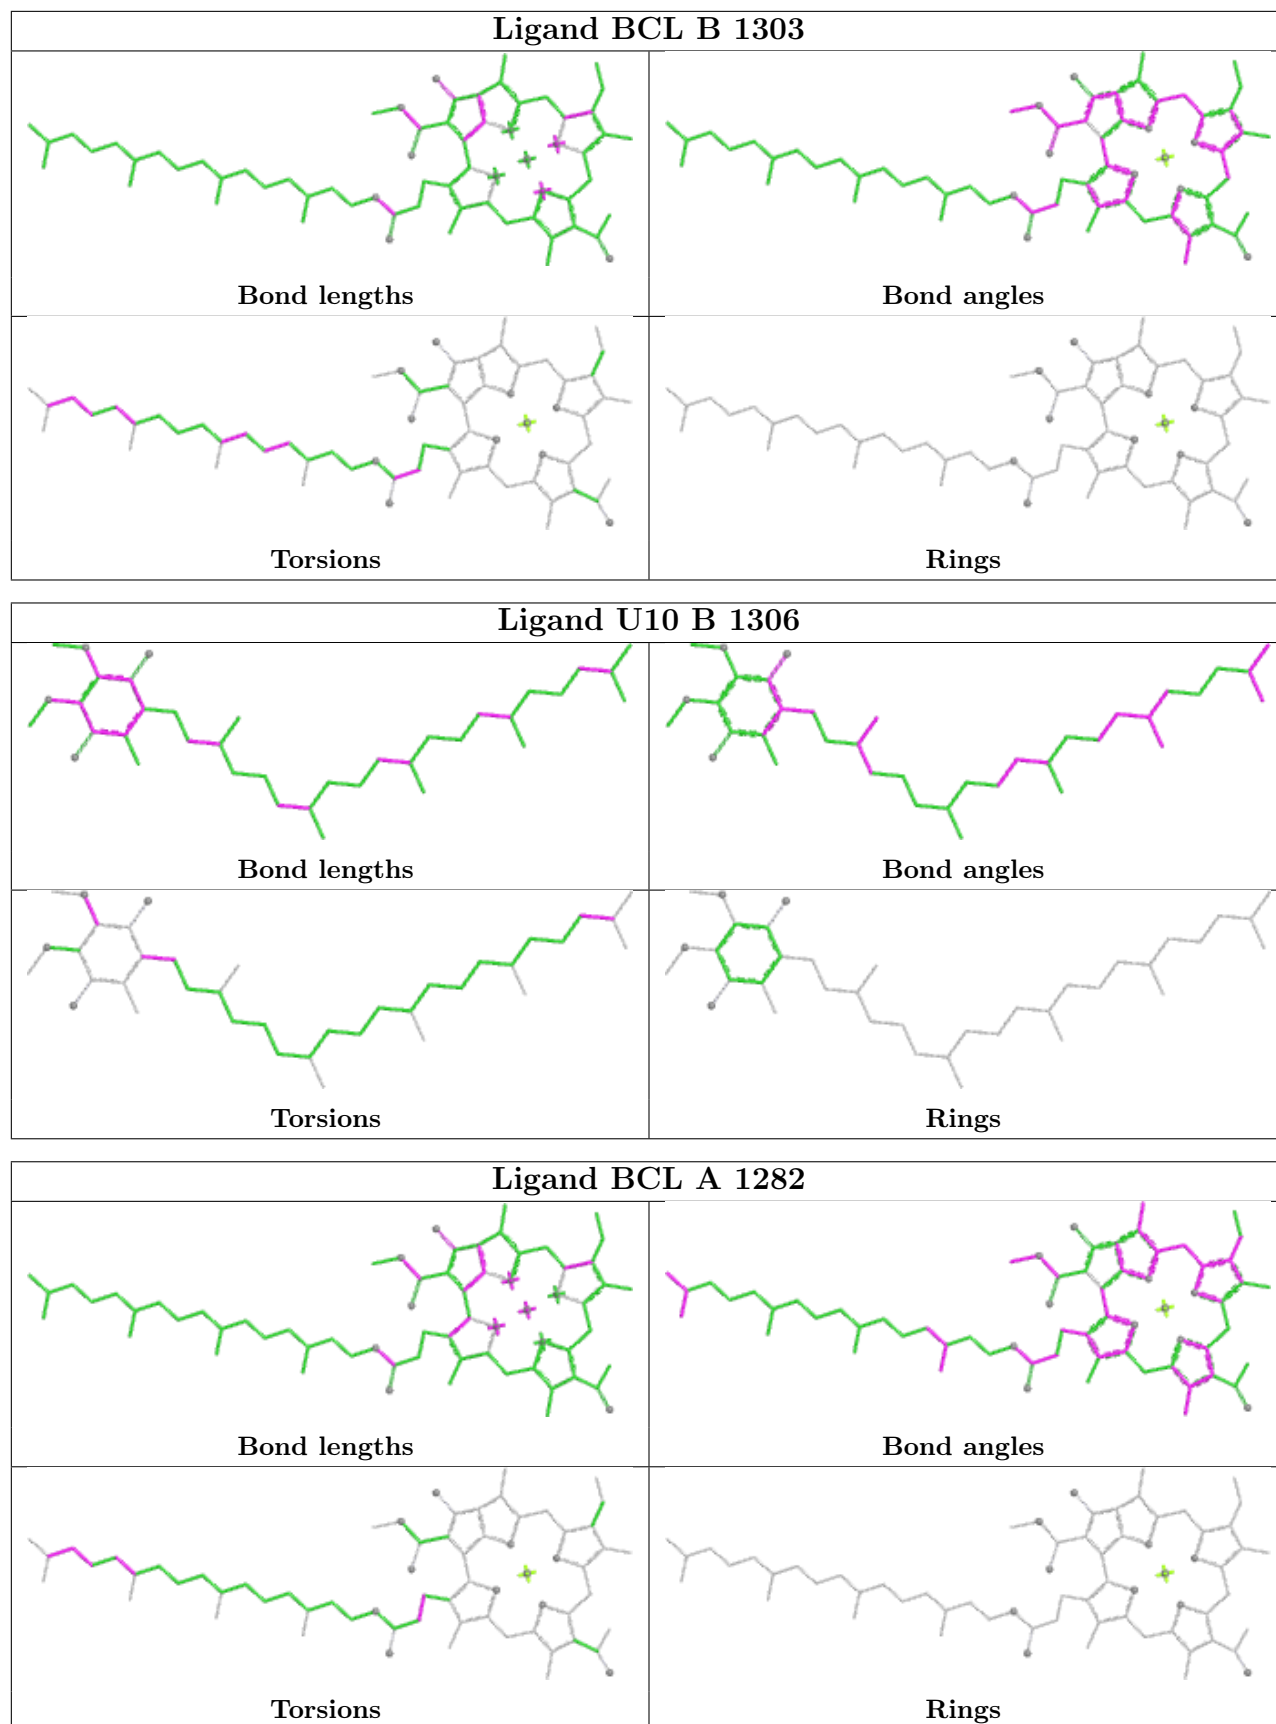 Ligand BCL B 1303
Bond lengths
Bond angles
Torsions
Rings
Ligand U10 B 1306
Bond lengths
Bond angles
Torsions
Rings
Ligand BCL A 1282
Bond lengths
Bond angles
Torsions
Rings